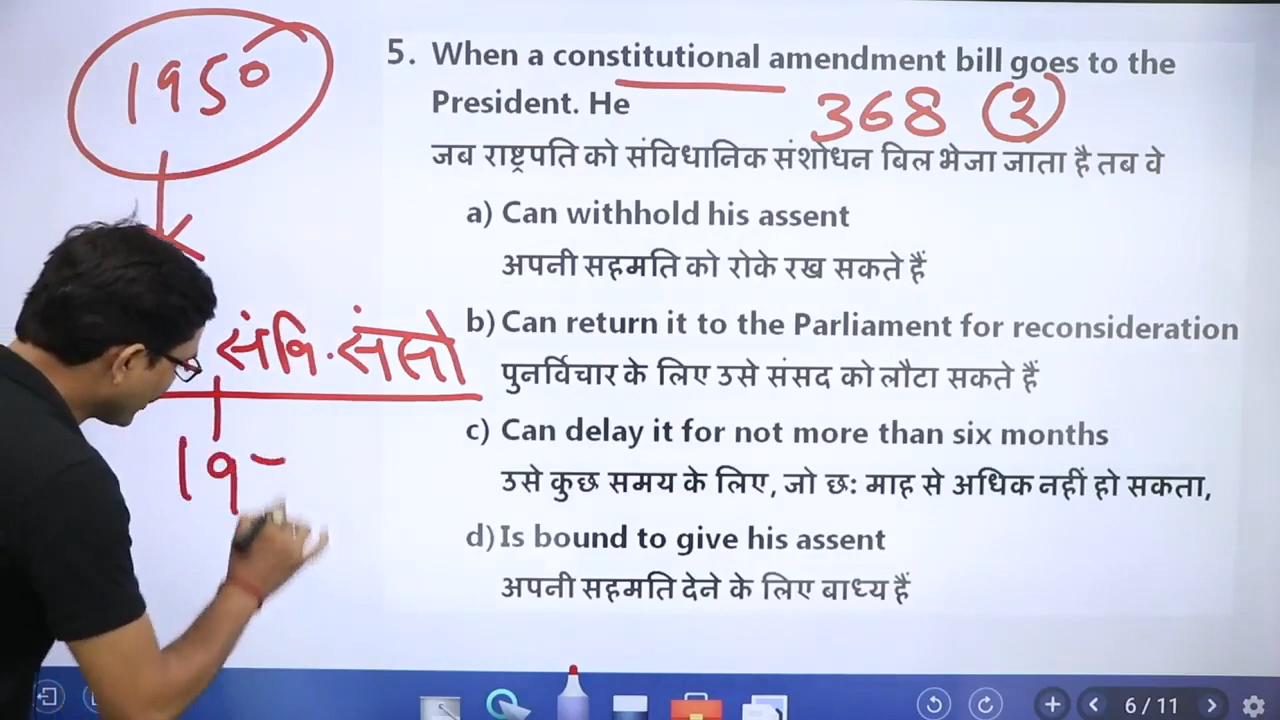 1950
5. When a constitutional amendment bill goes to the
President. He
368 (2)
जब राष्ट्रपति को संविधानिक संशोधन बिल भेजा जाता है तब वे
a) Can withhold his assent
अपनी सहमति को रोके रख सकते हैं
संवि. संसो
b) Can return it to the Parliament for reconsideration
पुनर्विचार के लिए उसे संसद को लौटा सकते हैं
c) Can delay it for not more than six months
19
उसे कुछ समय के लिए, जो छः माह से अधिक नहीं हो सकता,
d) Is bound to give his assent
अपनी सहमति देने के लिए बाध्य हैं
6 / 11